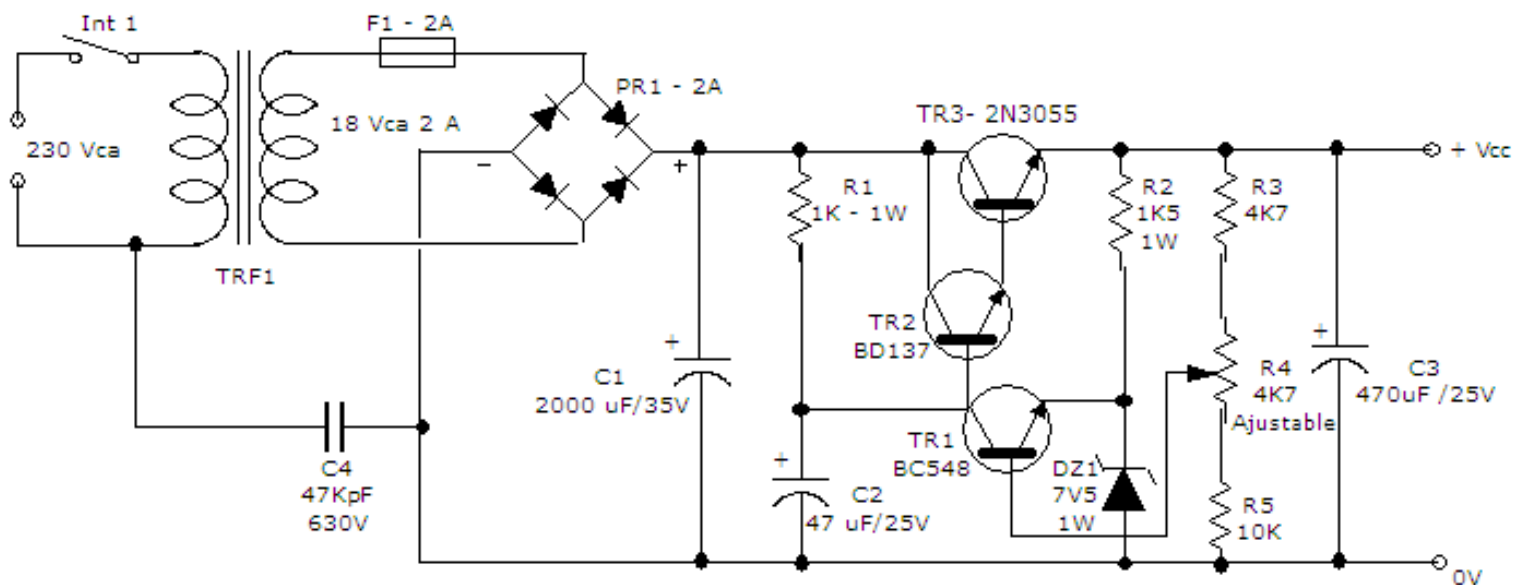 Int 1
F1 - 2A
230 Vca
18 Vca 2 A
PR1 - 2A
TRF1
TR3- 2N3055
+ Vcc
R1
1K - 1W
R2
1K5
1W
R3
4K7
TR2
BD137
C1
2000 uF/35V
R4
4K7
Ajustable
C3
470uF /25V
C4
47KpF
630V
TR1
BC548
C2
47 uF/25V
DZ1
7V5
1W
R5
10K
0V